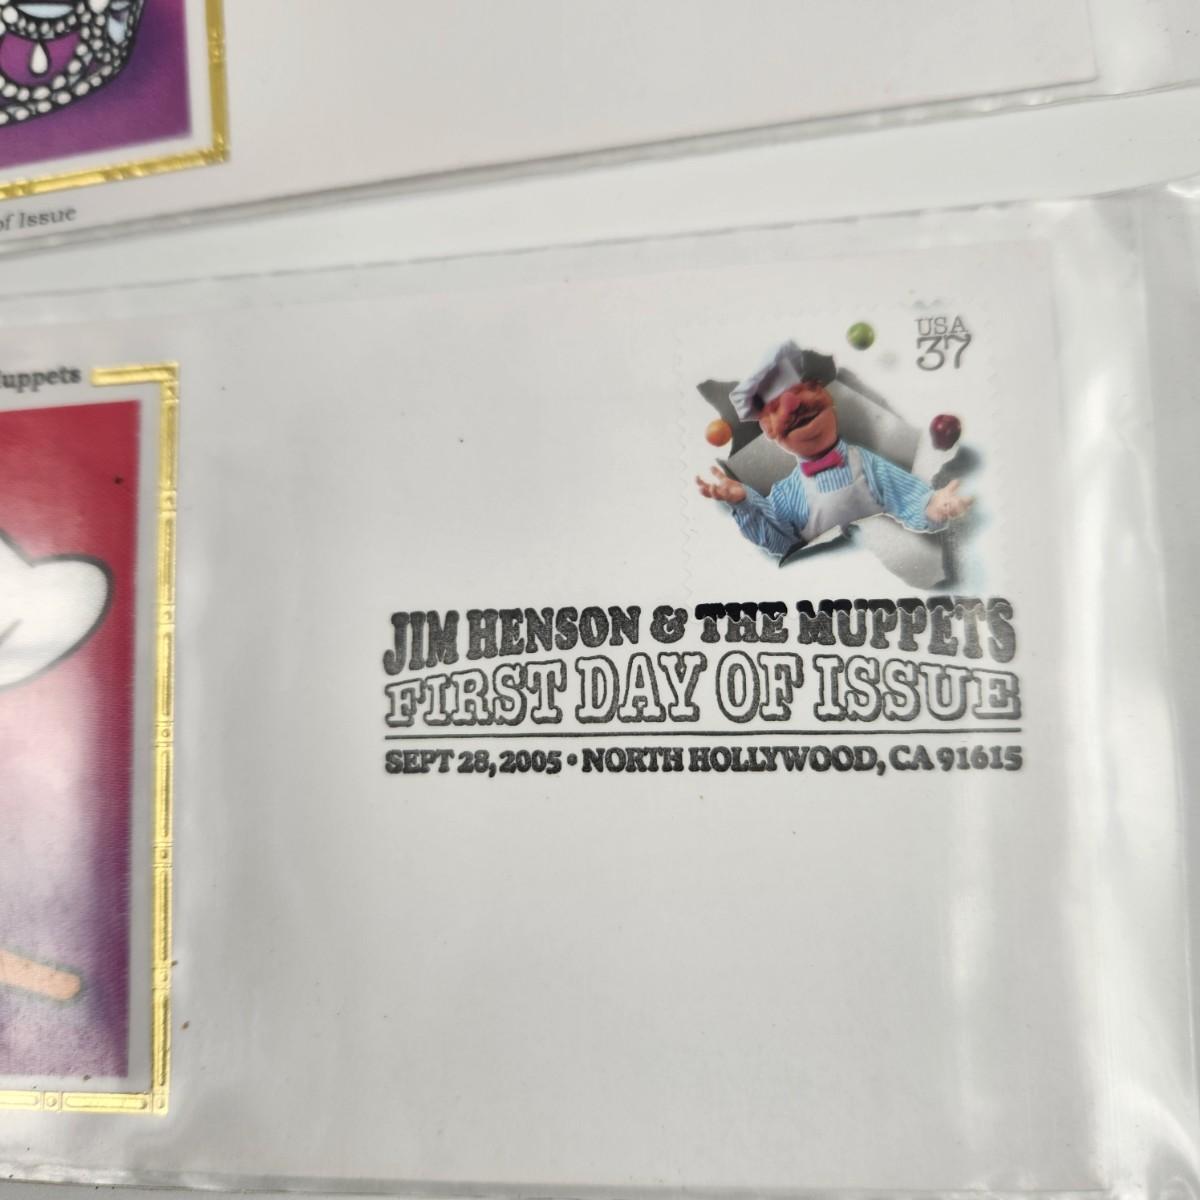 of Issue
Muppets
USA
37
JIM HENSON & THE MUPPETS
FIRST DAY OF ISSUE
SEPT 28, 2005 • NORTH HOLLYWOOD, CA 91615